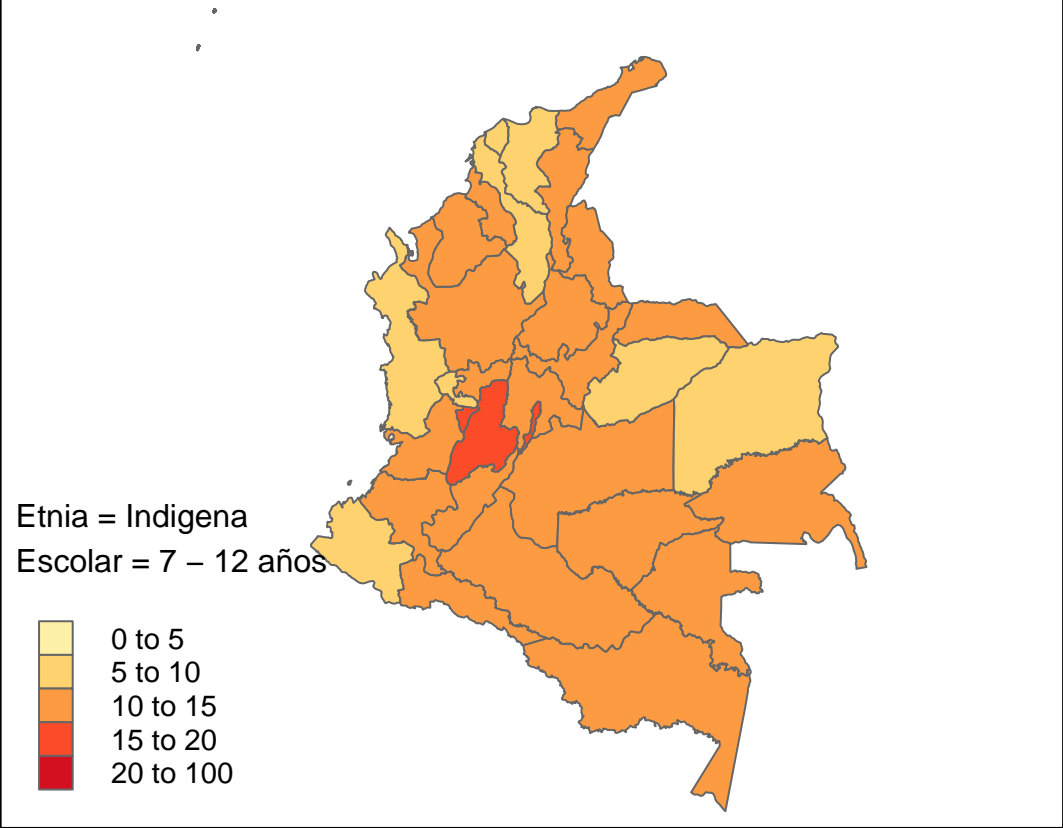 Etnia = Indigena
Escolar = 7 − 12 años
0 to 5
5 to 10
10 to 15
15 to 20
20 to 100